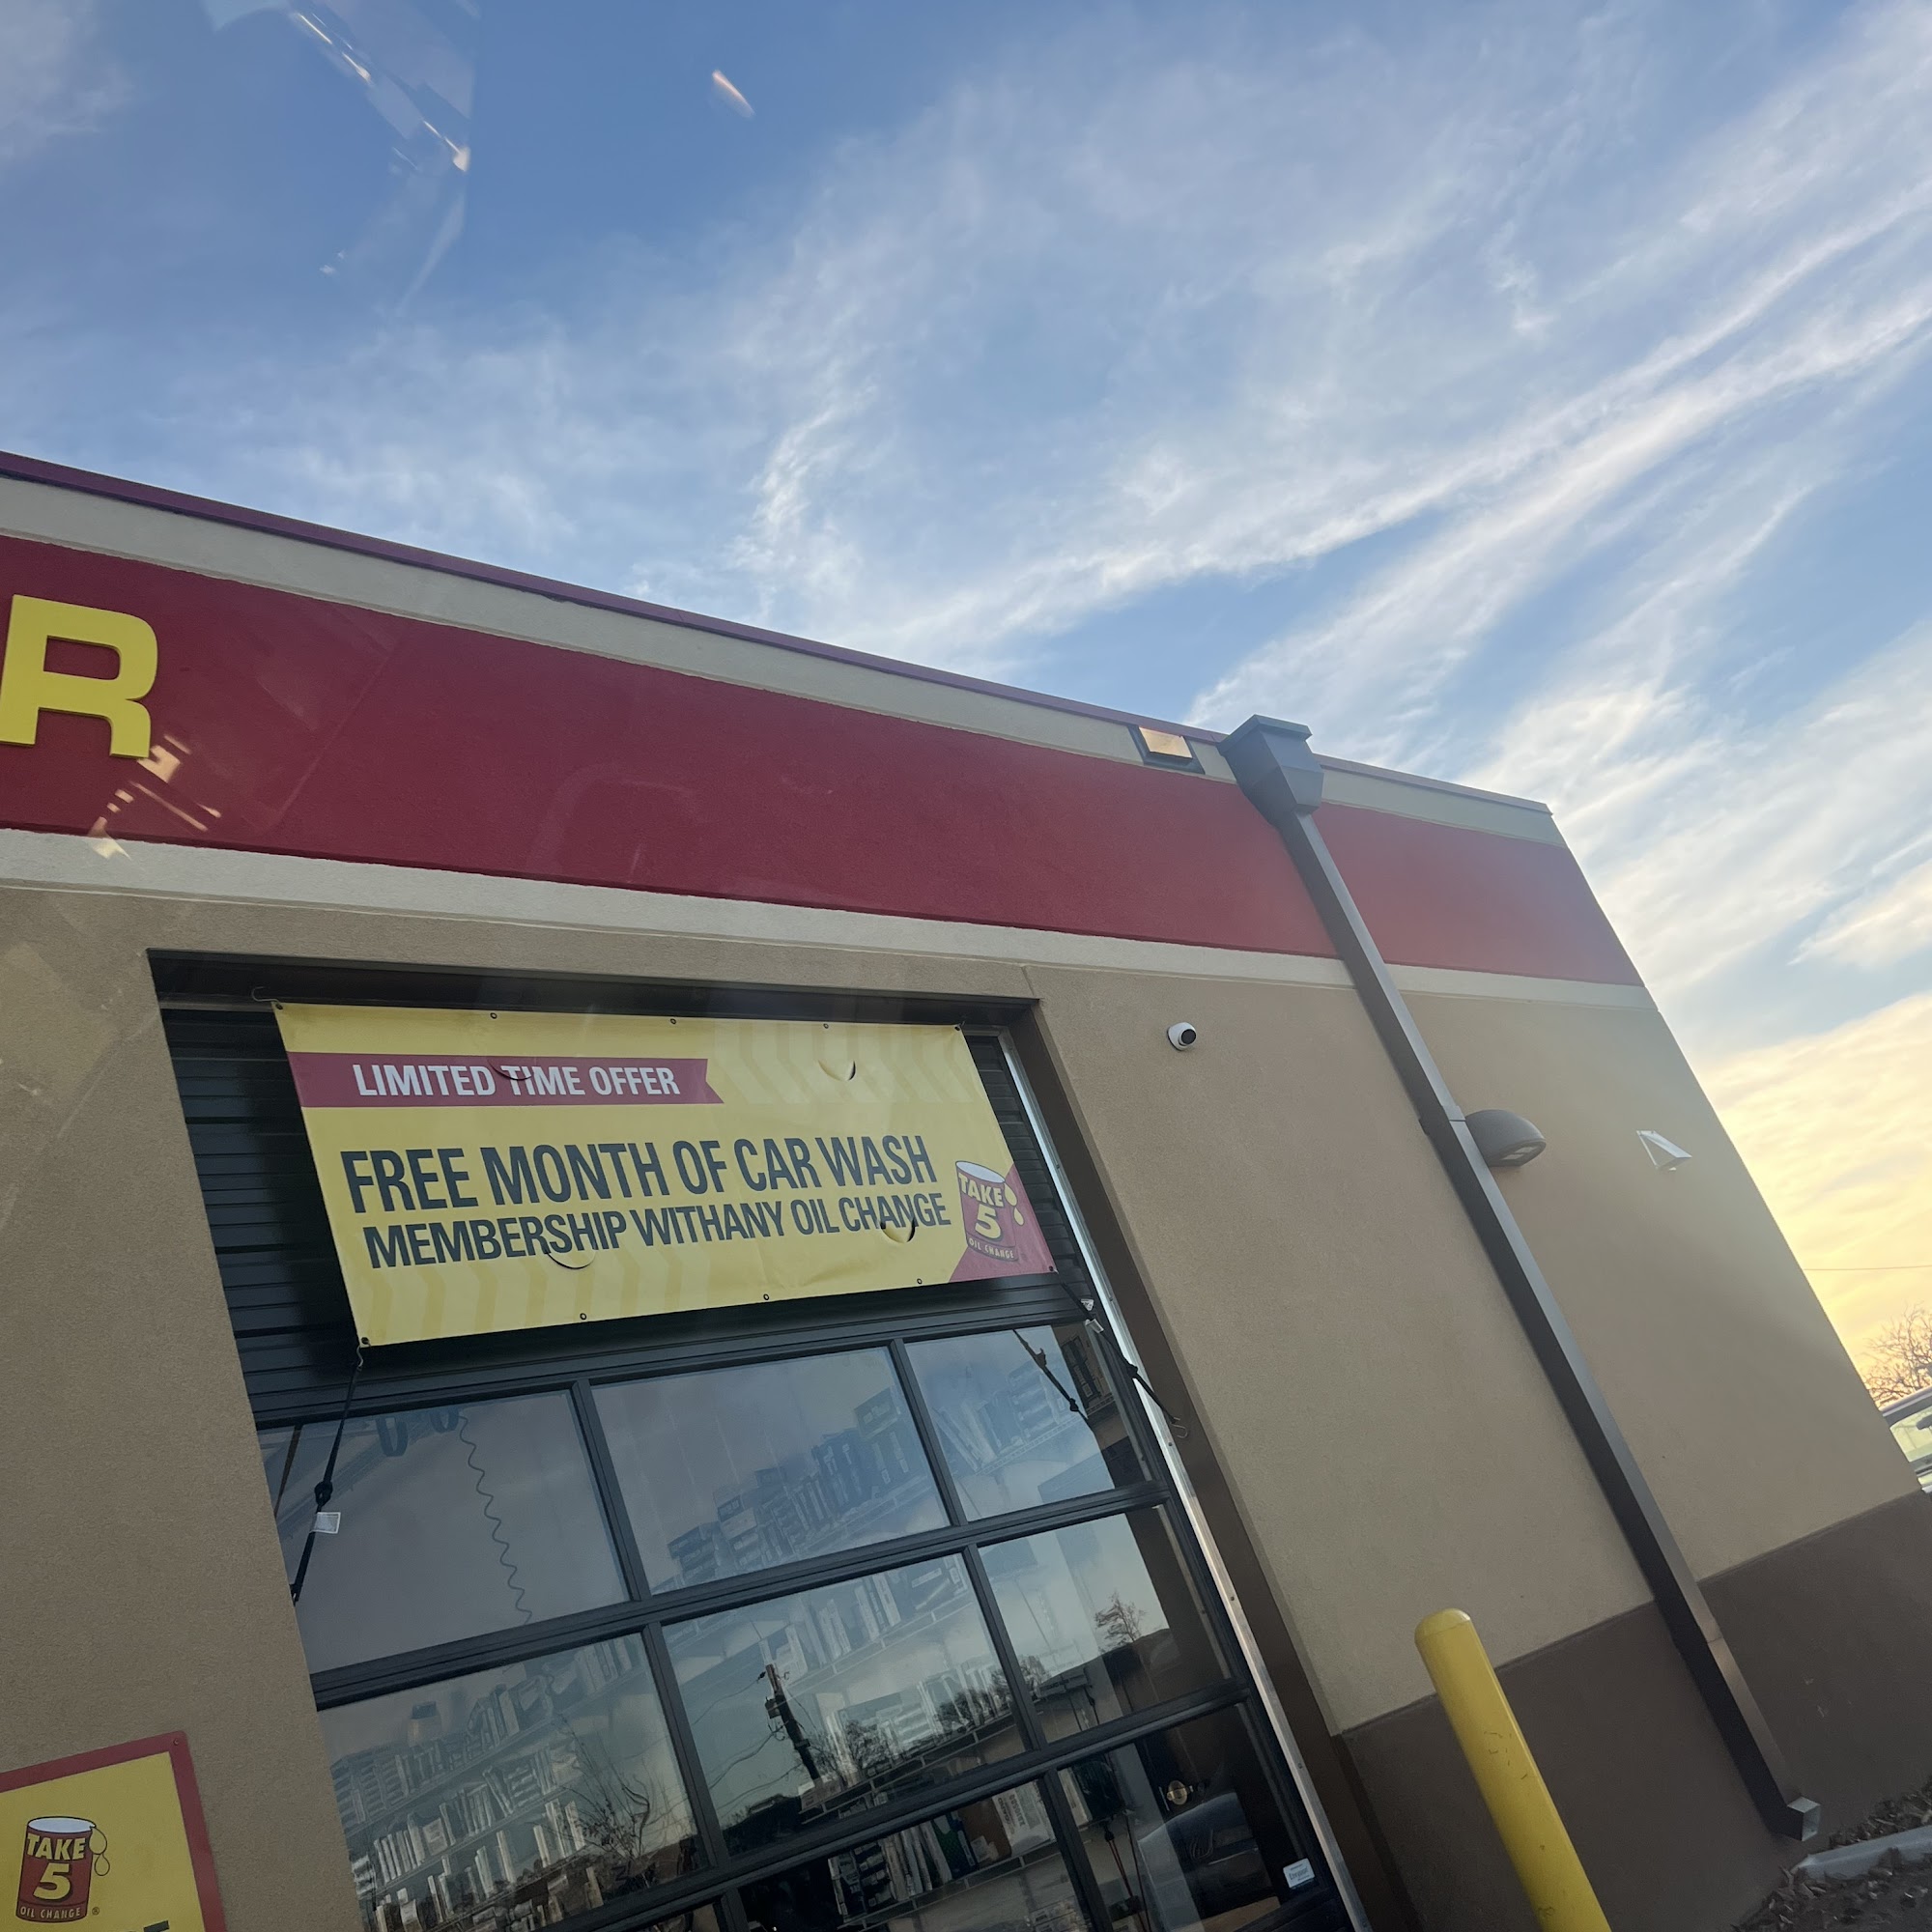 R
LIMITED TIME OFFER
FREE MONTH OF CAR WASH
MEMBERSHIP WITHANY OIL CHANGE
TAKE
5
OIL CHANGE
TAKE
5
OIL CHANGE